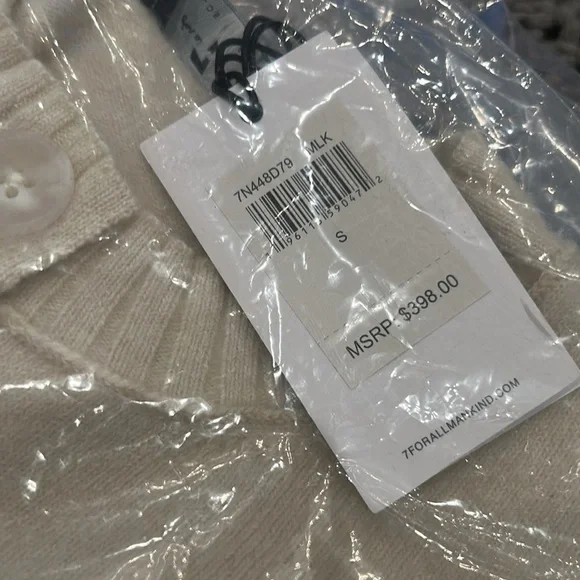 7N448D79 MLK
S
MSRP: $398.00
7FORALLMANKIND.COM